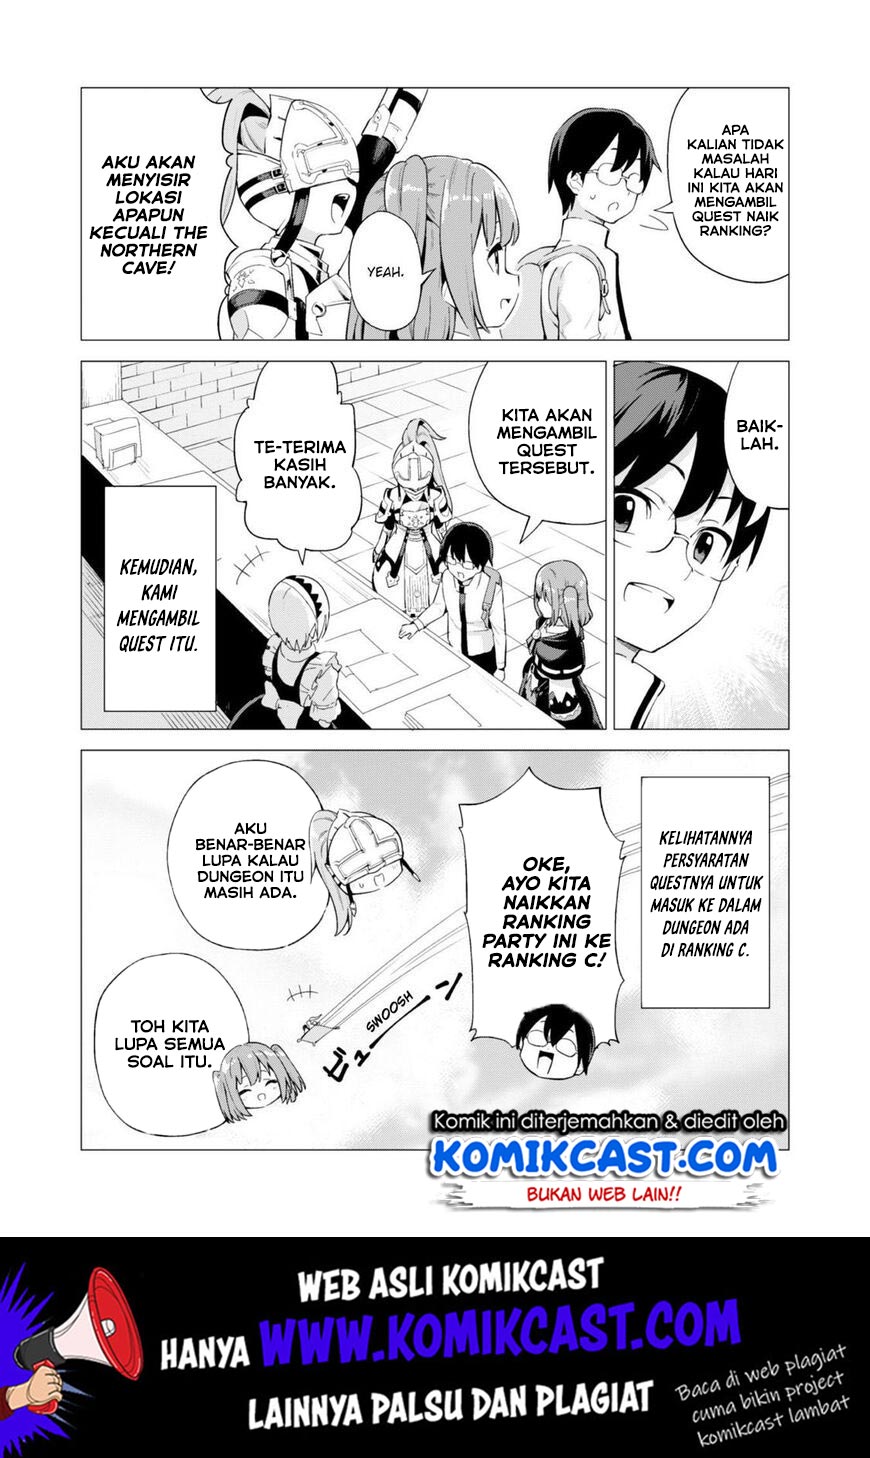 APA
KALIAN TIDAK
MASALAH
KALAU HARI
INI KITA AKAN
MENGAMBIL
QUEST NAIK
RANKING?
YEAH.
AKU AKAN
MENYISIR
LOKASI
APAPUN
KECUALI THE
NORTHERN
CAVE!
BAIK-
LAH.
KITA AKAN
MENGAMBIL
QUEST
TERSEBUT.
TE-TERIMA
KASIH
BANYAK.
KEMUDIAN,
KAMI
MENGAMBIL
QUEST ITU.
KELIHATANNYA
PERSYARATAN
QUESTNYA UNTUK
MASUK KE DALAM
DUNGEON ADA
DI RANKING C.
OKE,
AYO KITA
NAIKKAN
RANKING
PARTY INI KE
RANKING C!
AKU
BENAR-BENAR
LUPA KALAU
DUNGEON ITU
MASIH ADA.
SWOOSH
ビューン
TOH KITA
LUPA SEMUA
SOAL ITU.
Komik ini diterjemahkan & diedit oleh
KOMIKCAST.COM
BUKAN WEB LAIN!!
WEB ASLI KOMIKCAST
HANYA WWW.KOMIKCAST.COM
LAINNYA PALSU DAN PLAGIAT
Baca di web plagiat
cuma bikin project
komikcast lambat